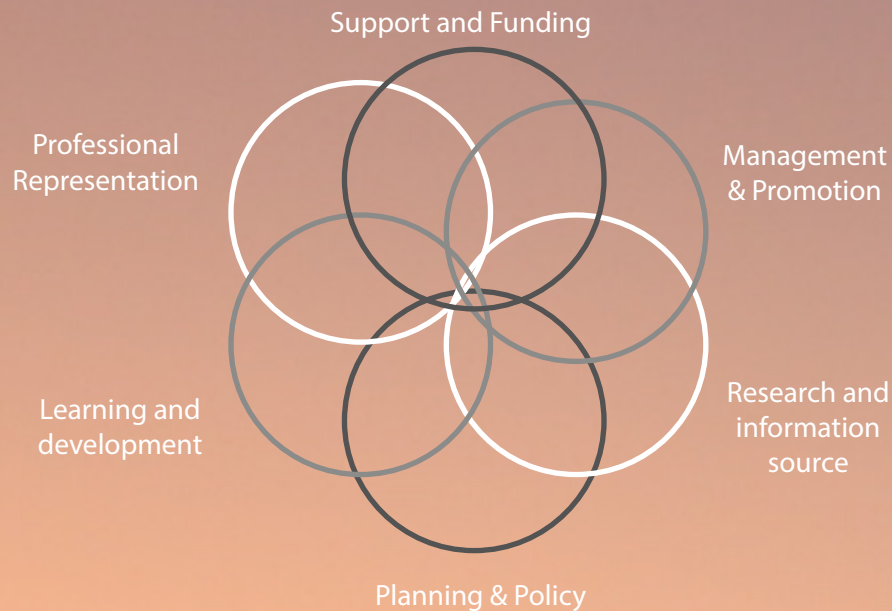 Support and Funding
Professional
Representation
Management
& Promotion
Learning and
development
Research and
information
source
Planning & Policy